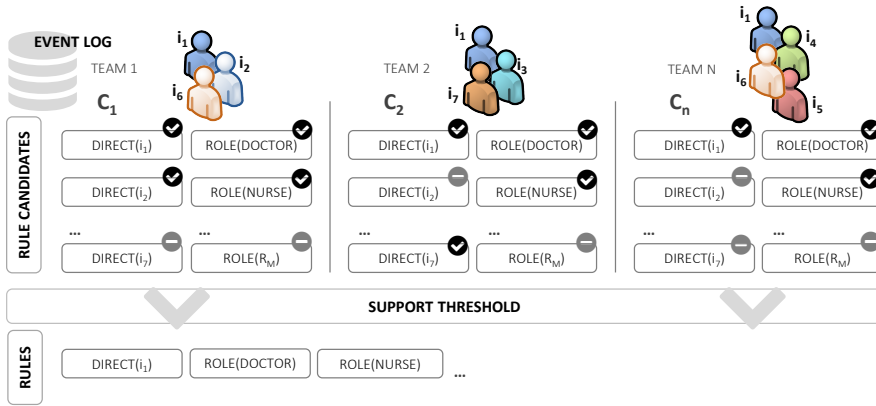 EVENT LOG
TEAM 1
C1
i1
i2
i6
TEAM 2
C2
i1
i3
i7
TEAM N
Cn
i1
i4
i6
i5
RULE CANDIDATES
DIRECT(i1) ROLE(DOCTOR) DIRECT(i1) ROLE(DOCTOR) DIRECT(i1) ROLE(DOCTOR)
DIRECT(i2) ROLE(NURSE) DIRECT(i2) ROLE(NURSE) DIRECT(i2) ROLE(NURSE)
... ... ... ... ... ...
DIRECT(i7) ROLE(RM) DIRECT(i7) ROLE(RM) DIRECT(i7) ROLE(RM)
SUPPORT THRESHOLD
RULES
DIRECT(i1) ROLE(DOCTOR) ROLE(NURSE) ...